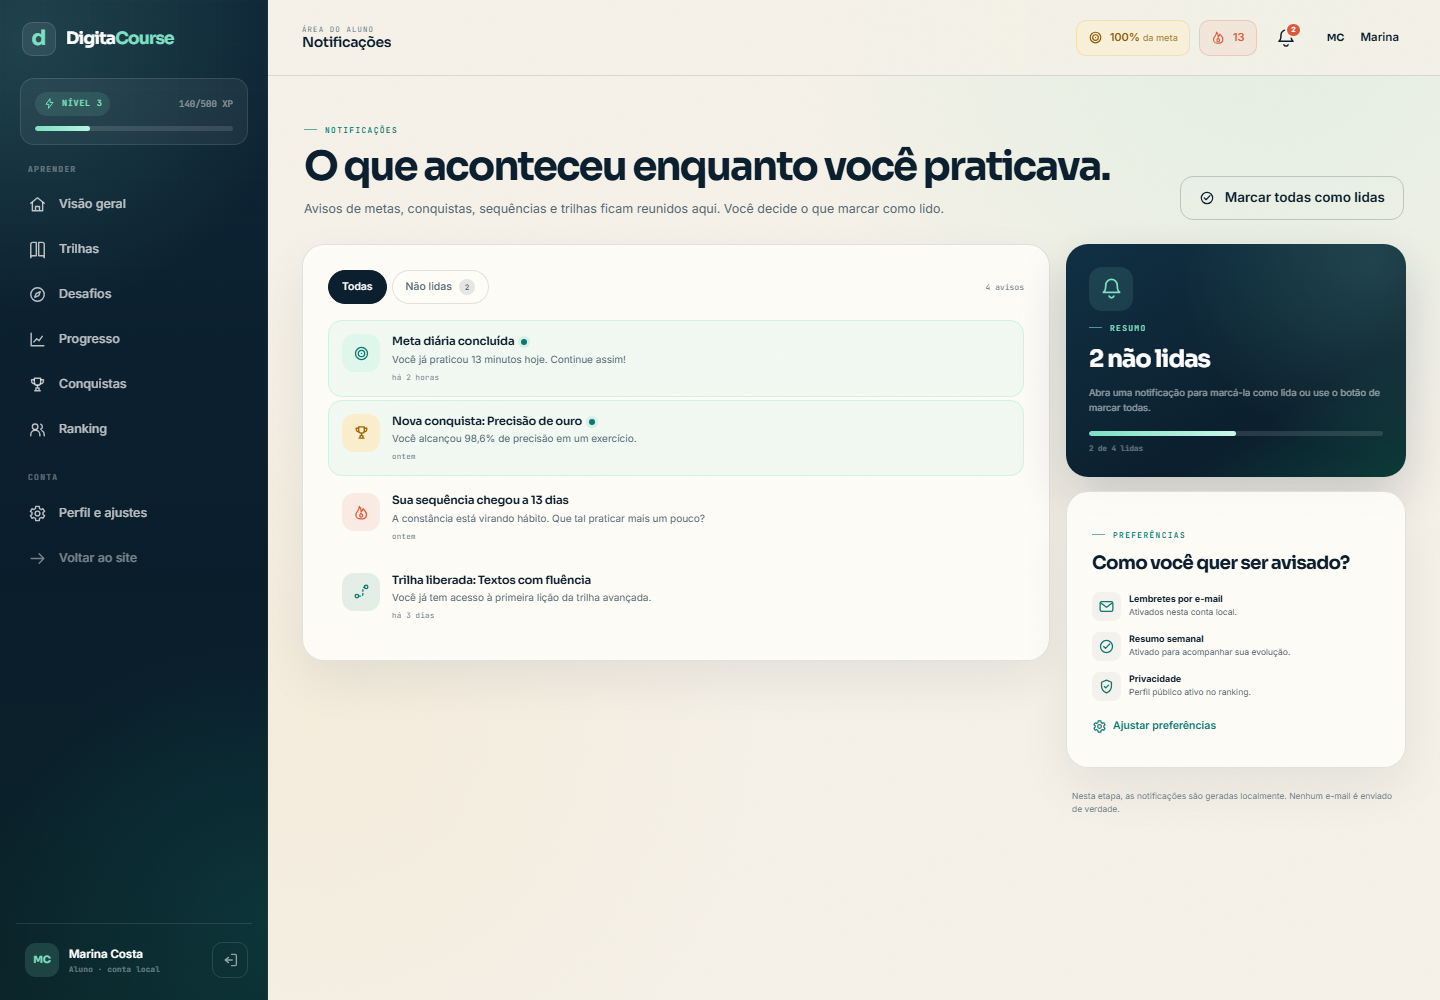 d DigitaCourse
NÍVEL 3
140/500 XP
APRENDER
Visão geral
Trilhas
Desafios
Progresso
Conquistas
Ranking
CONTA
Perfil e ajustes
Voltar ao site
MC
Marina Costa
Aluno · conta local
ÁREA DO ALUNO
Notificações
100% da meta
13
2
MC
Marina
NOTIFICAÇÕES
O que aconteceu enquanto você praticava.
Avisos de metas, conquistas, sequências e trilhas ficam reunidos aqui. Você decide o que marcar como lido.
Marcar todas como lidas
Todas
Não lidas 2
4 avisos
Meta diária concluída
Você já praticou 13 minutos hoje. Continue assim!
há 2 horas
Nova conquista: Precisão de ouro
Você alcançou 98,6% de precisão em um exercício.
ontem
Sua sequência chegou a 13 dias
A constância está virando hábito. Que tal praticar mais um pouco?
ontem
Trilha liberada: Textos com fluência
Você já tem acesso à primeira lição da trilha avançada.
há 3 dias
RESUMO
2 não lidas
Abra uma notificação para marcá-la como lida ou use o botão de
marcar todas.
2 de 4 lidas
PREFERÊNCIAS
Como você quer ser avisado?
Lembretes por e-mail
Ativados nesta conta local.
Resumo semanal
Ativado para acompanhar sua evolução.
Privacidade
Perfil público ativo no ranking.
Ajustar preferências
Nesta etapa, as notificações são geradas localmente. Nenhum e-mail é enviado
de verdade.